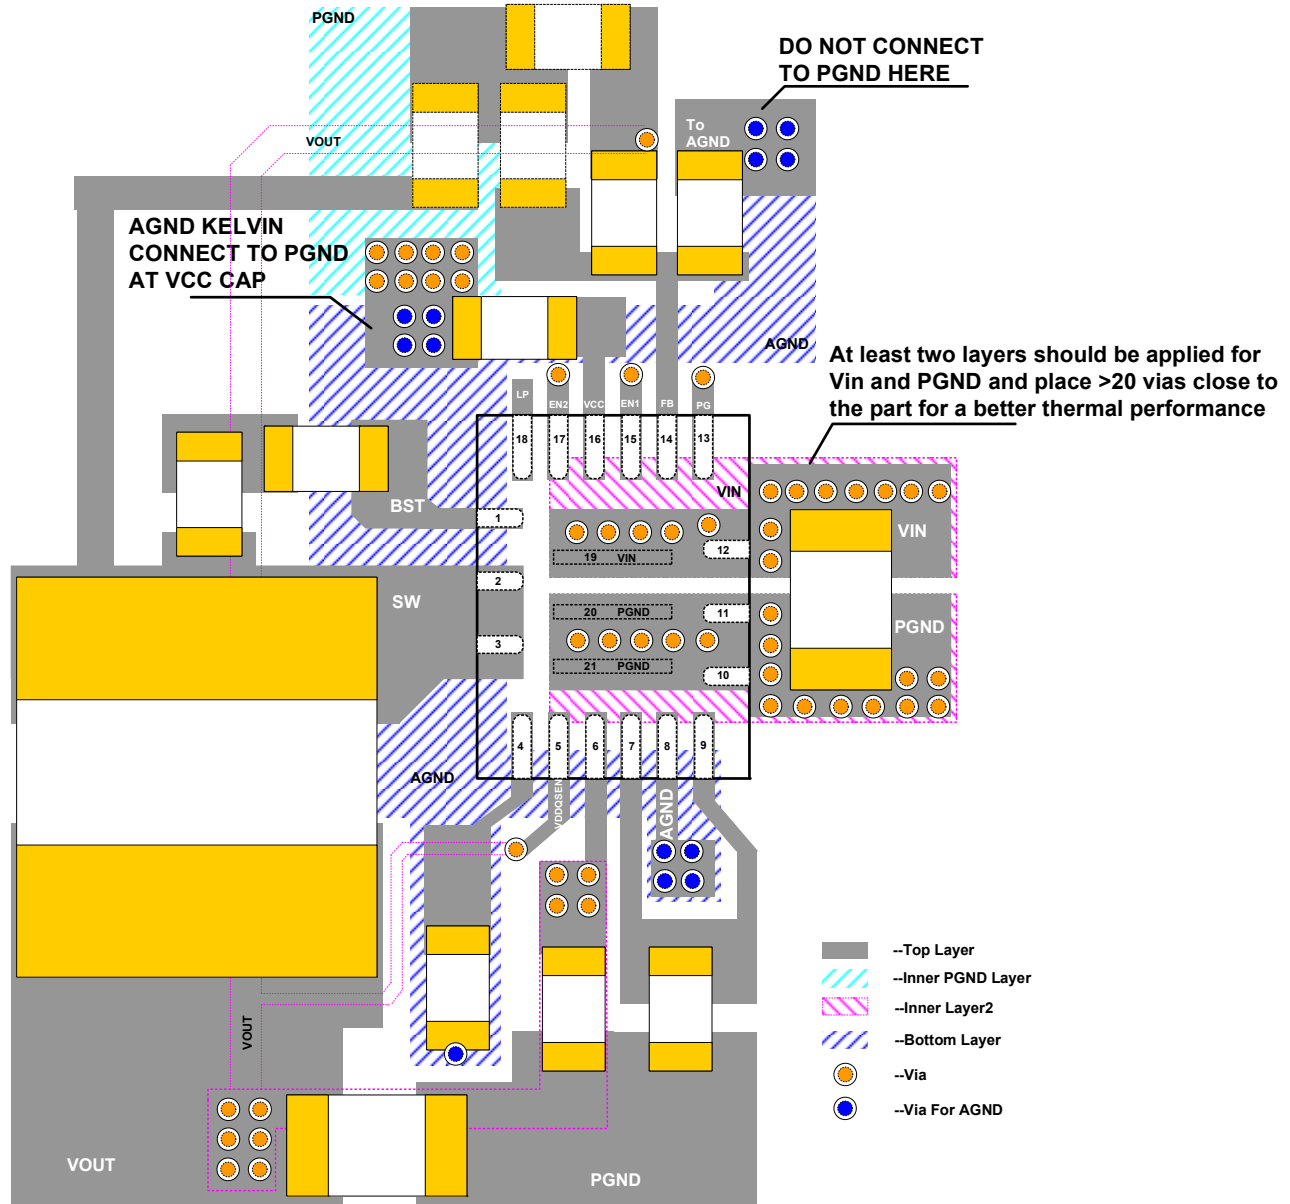 PGND
DO NOT CONNECT
TO PGND HERE
To
AGND
VOUT
AGND KELVIN
CONNECT TO PGND
AT VCC CAP
AGND
At least two layers should be applied for
Vin and PGND and place >20 vias close to
the part for a better thermal performance
LP
EN2
VCC
EN1
FB
PG
18
17
16
15
14
13
VIN
BST
1
VIN
12
19 VIN
2
SW
20 PGND
11
PGND
3
21 PGND
10
4
5
6
7
8
9
AGND
VDDQSEN
AGND
--Top Layer
--Inner PGND Layer
--Inner Layer2
--Bottom Layer
--Via
--Via For AGND
VOUT
VOUT
PGND